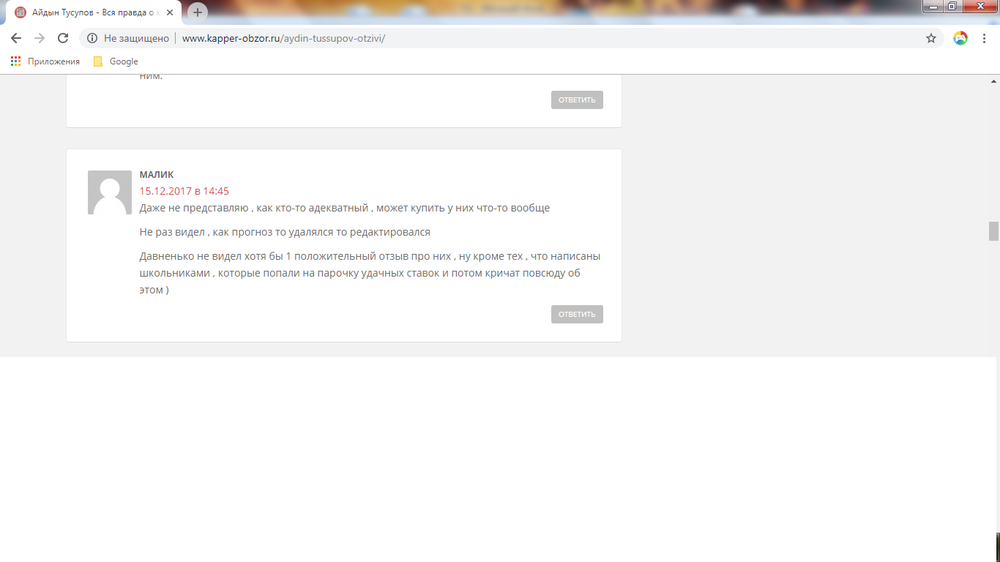 Айдын Тусупов - Вся правда о
Не защищено www.kapper-obzor.ru/aydin-tussupov-otzivi/
Приложения Google
ним.
ОТВЕТИТЬ
МАЛИК
15.12.2017 в 14:45
Даже не представляю , как кто-то адекватный , может купить у них что-то вообще
Не раз видел , как прогноз то удалялся то редактировался
Давненько не видел хотя бы 1 положительный отзыв про них , ну кроме тех , что написаны
школьниками , которые попали на парочку удачных ставок и потом кричат повсюду об
этом )
ОТВЕТИТЬ